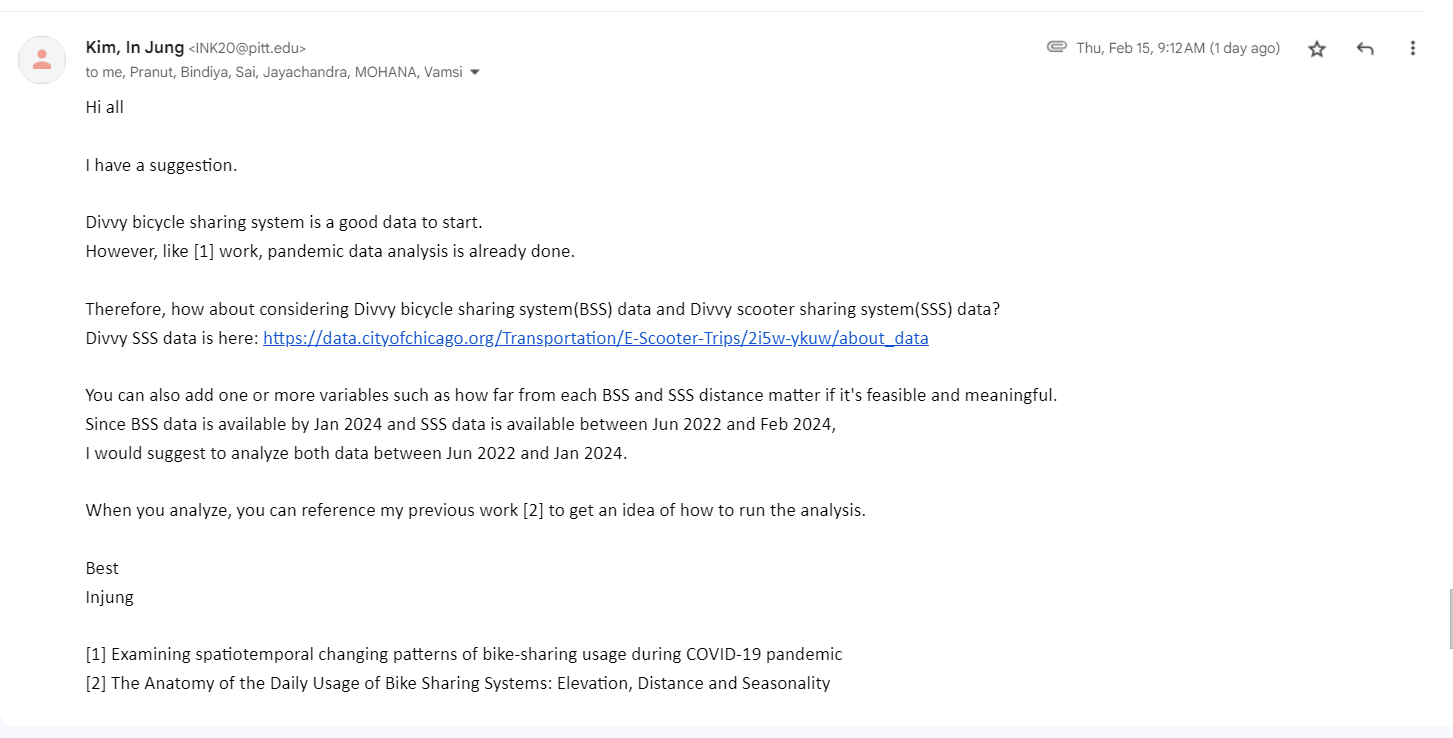 Kim, In Jung <INK20@pitt.edu>
Thu, Feb 15, 9:12 AM (1 day ago)
to me, Pranut, Bindiya, Sai, Jayachandra, MOHANA, Vamsi
Hi all
I have a suggestion.
Divvy bicycle sharing system is a good data to start.
However, like [1] work, pandemic data analysis is already done.
Therefore, how about considering Divvy bicycle sharing system(BSS) data and Divvy scooter sharing system(SSS) data?
Divvy SSS data is here: https://data.cityofchicago.org/Transportation/E-Scooter-Trips/2i5w-ykuw/about_data
You can also add one or more variables such as how far from each BSS and SSS distance matter if it's feasible and meaningful.
Since BSS data is available by Jan 2024 and SSS data is available between Jun 2022 and Feb 2024,
I would suggest to analyze both data between Jun 2022 and Jan 2024.
When you analyze, you can reference my previous work [2] to get an idea of how to run the analysis.
Best
Injung
[1] Examining spatiotemporal changing patterns of bike-sharing usage during COVID-19 pandemic
[2] The Anatomy of the Daily Usage of Bike Sharing Systems: Elevation, Distance and Seasonality